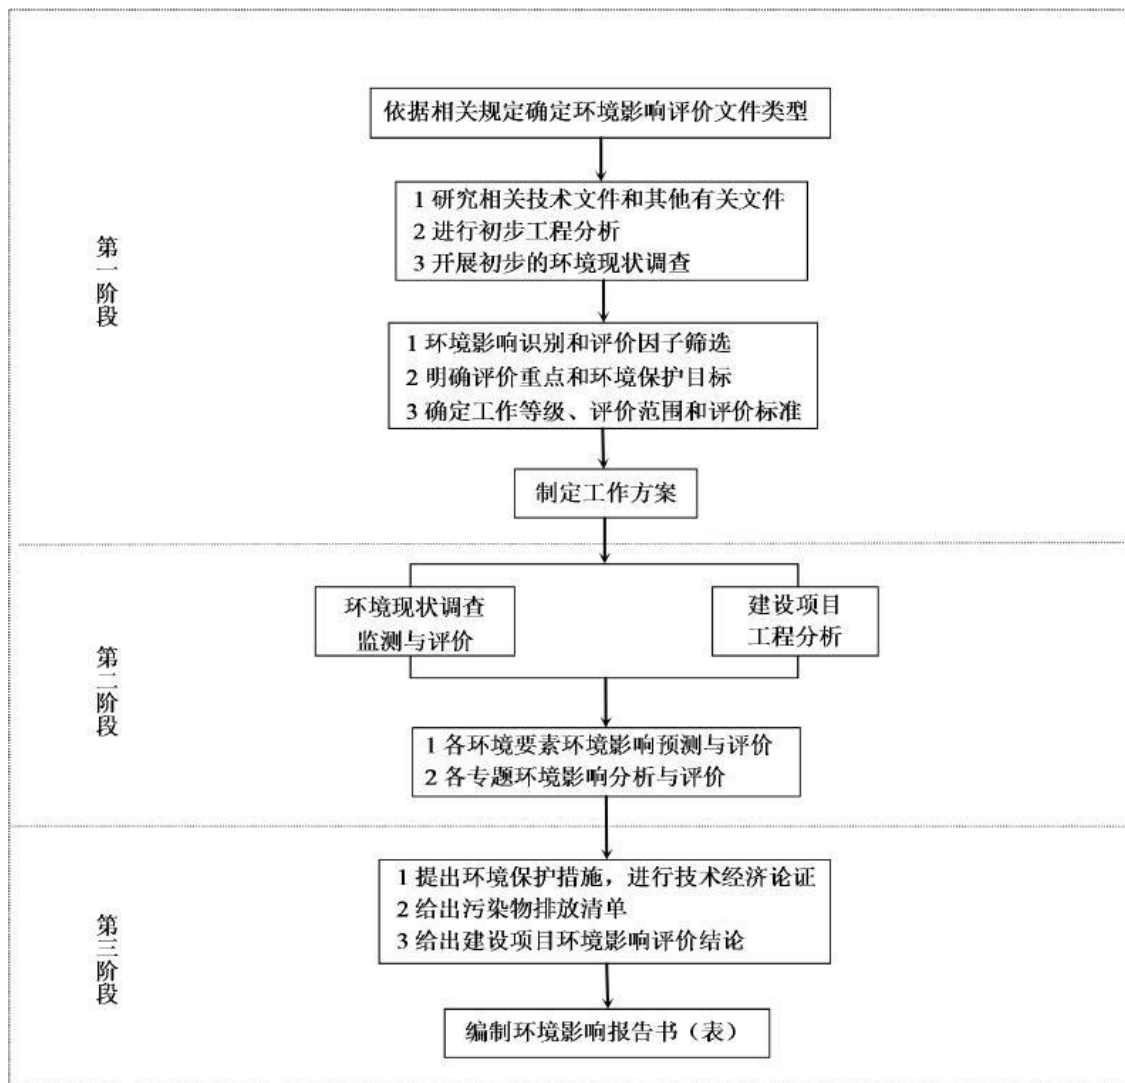 依据相关规定确定环境影响评价文件类型
1 研究相关技术文件和其他有关文件
2 进行初步工程分析
3 开展初步的环境现状调查
第一阶段
1 环境影响识别和评价因子筛选
2 明确评价重点和环境保护目标
3 确定工作等级、评价范围和评价标准
制定工作方案
第二阶段
环境现状调查
监测与评价
建设项目
工程分析
1 各环境要素环境影响预测与评价
2 各专题环境影响分析与评价
第三阶段
1 提出环境保护措施，进行技术经济论证
2 给出污染物排放清单
3 给出建设项目环境影响评价结论
编制环境影响报告书（表）